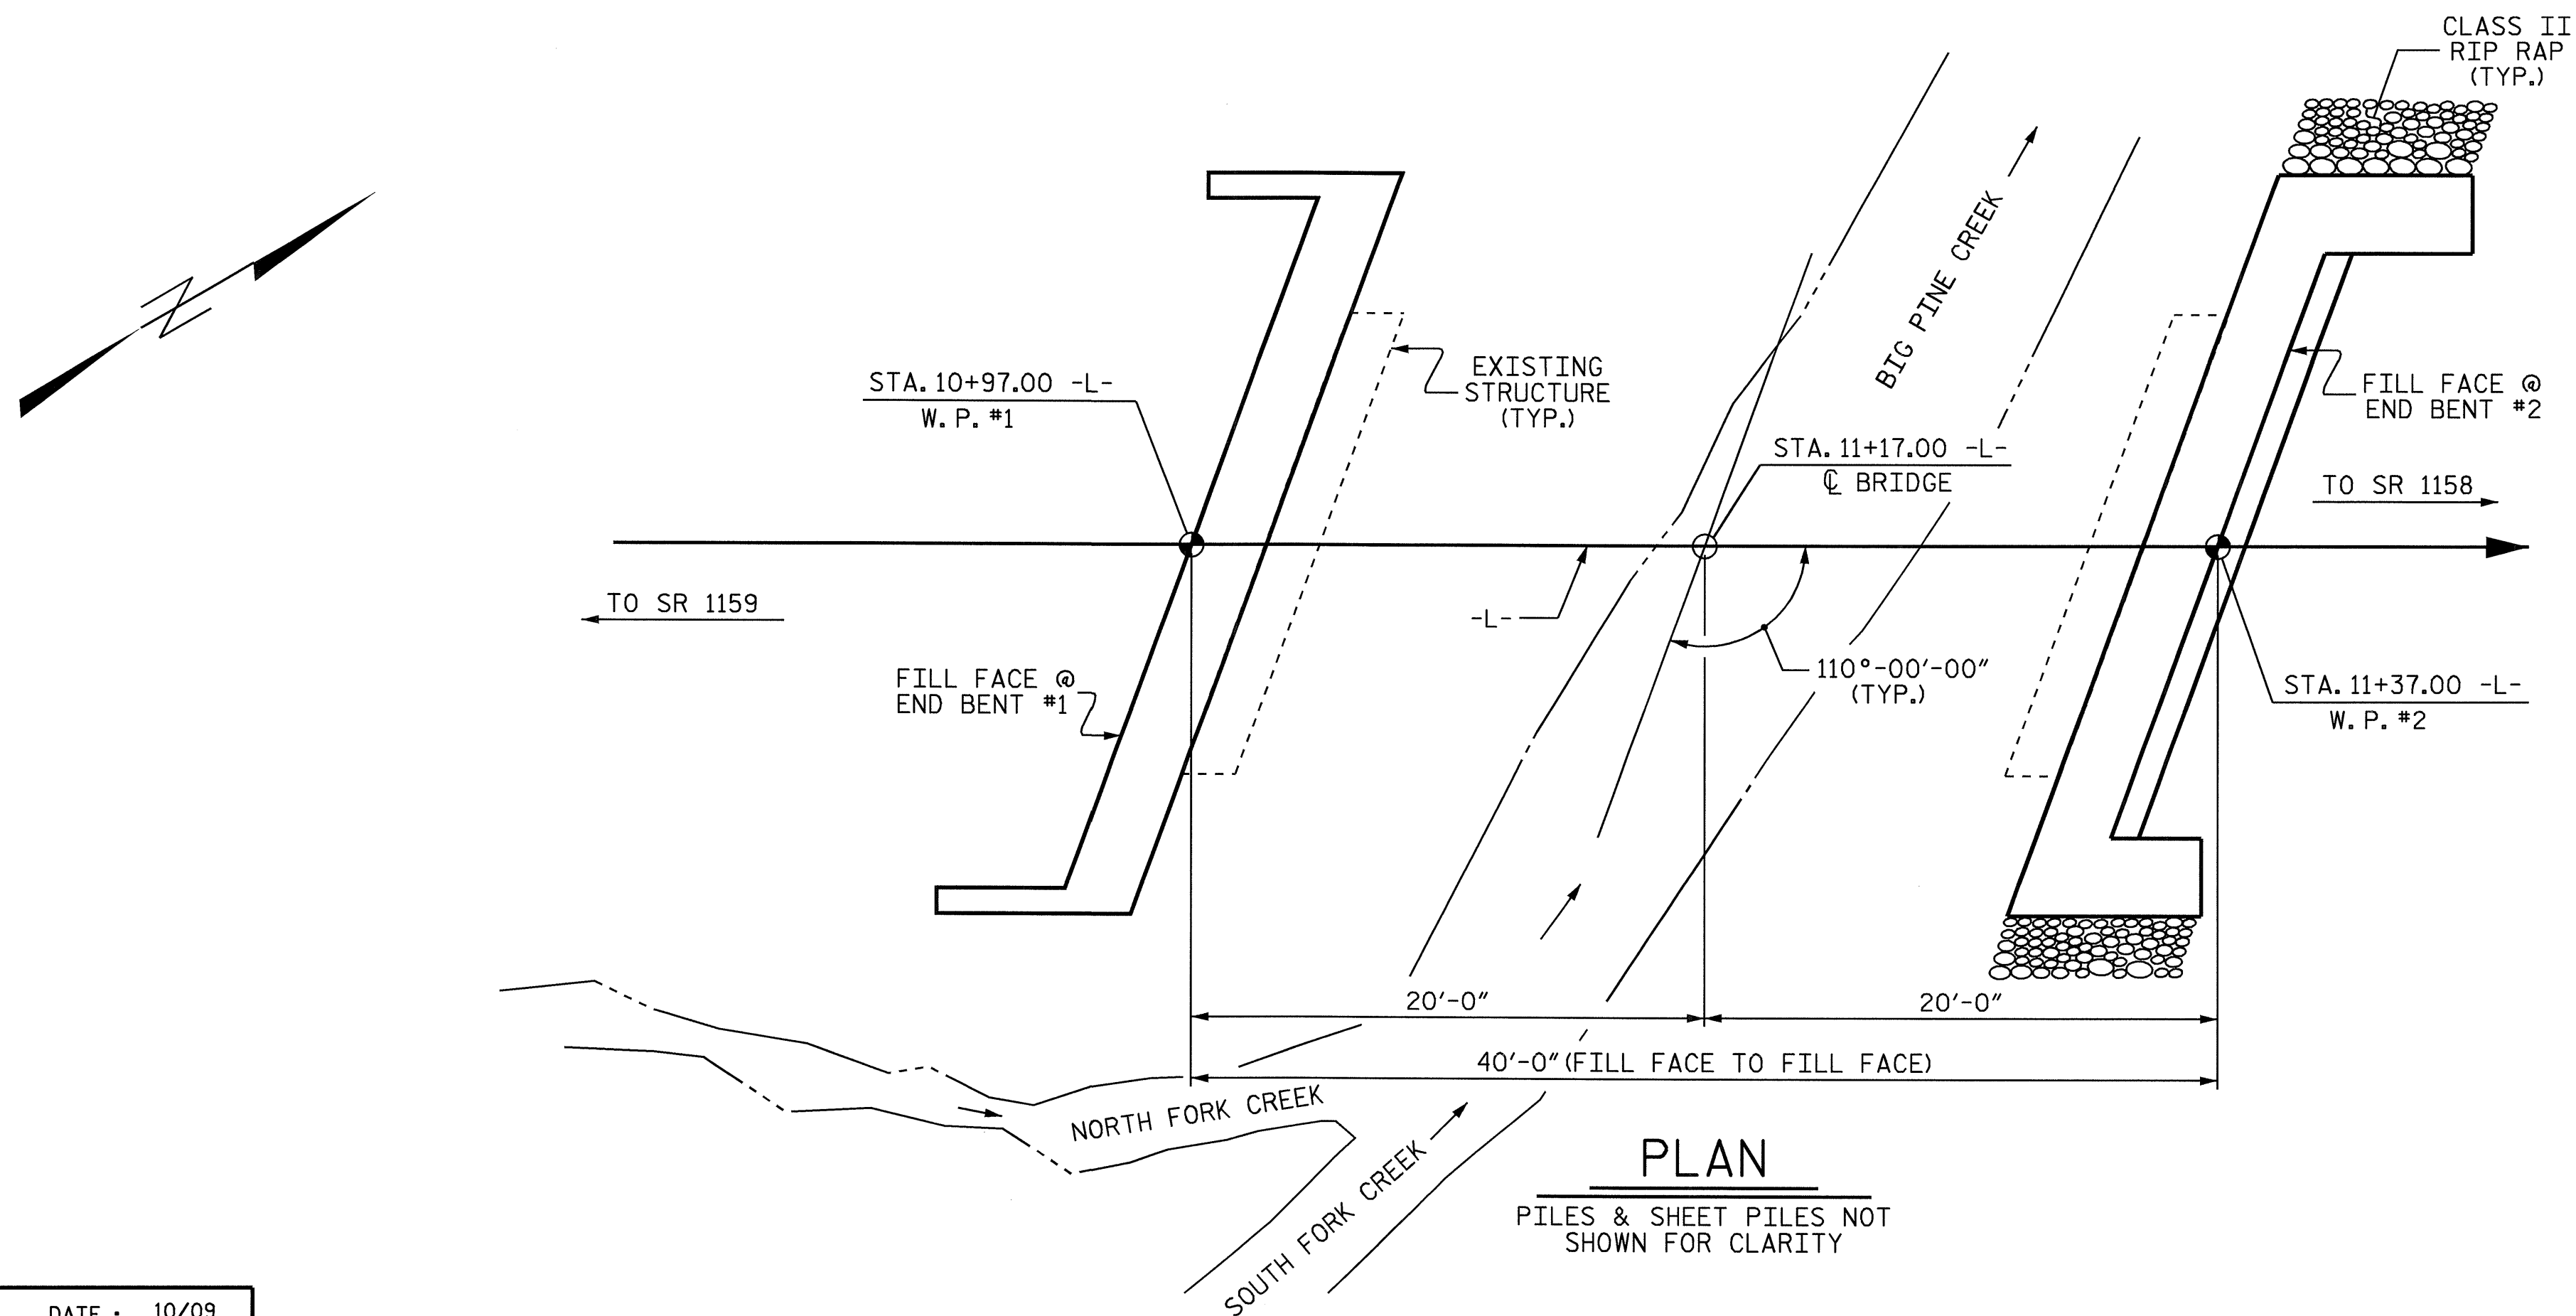 CLASS II
RIP RAP
(TYP.)
N
BIG PINE CREEK
EXISTING
STRUCTURE
(TYP.)
STA. 10+97.00 -L-
W. P. #1
FILL FACE @
END BENT #2
STA. 11+17.00 -L-
℄ BRIDGE
TO SR 1158
TO SR 1159
-L-
110°-00'-00"
(TYP.)
FILL FACE @
END BENT #1
STA. 11+37.00 -L-
W. P. #2
20'-0"
20'-0"
40'-0" (FILL FACE TO FILL FACE)
NORTH FORK CREEK
SOUTH FORK CREEK
PLAN
PILES & SHEET PILES NOT
SHOWN FOR CLARITY
DATE : 10/09